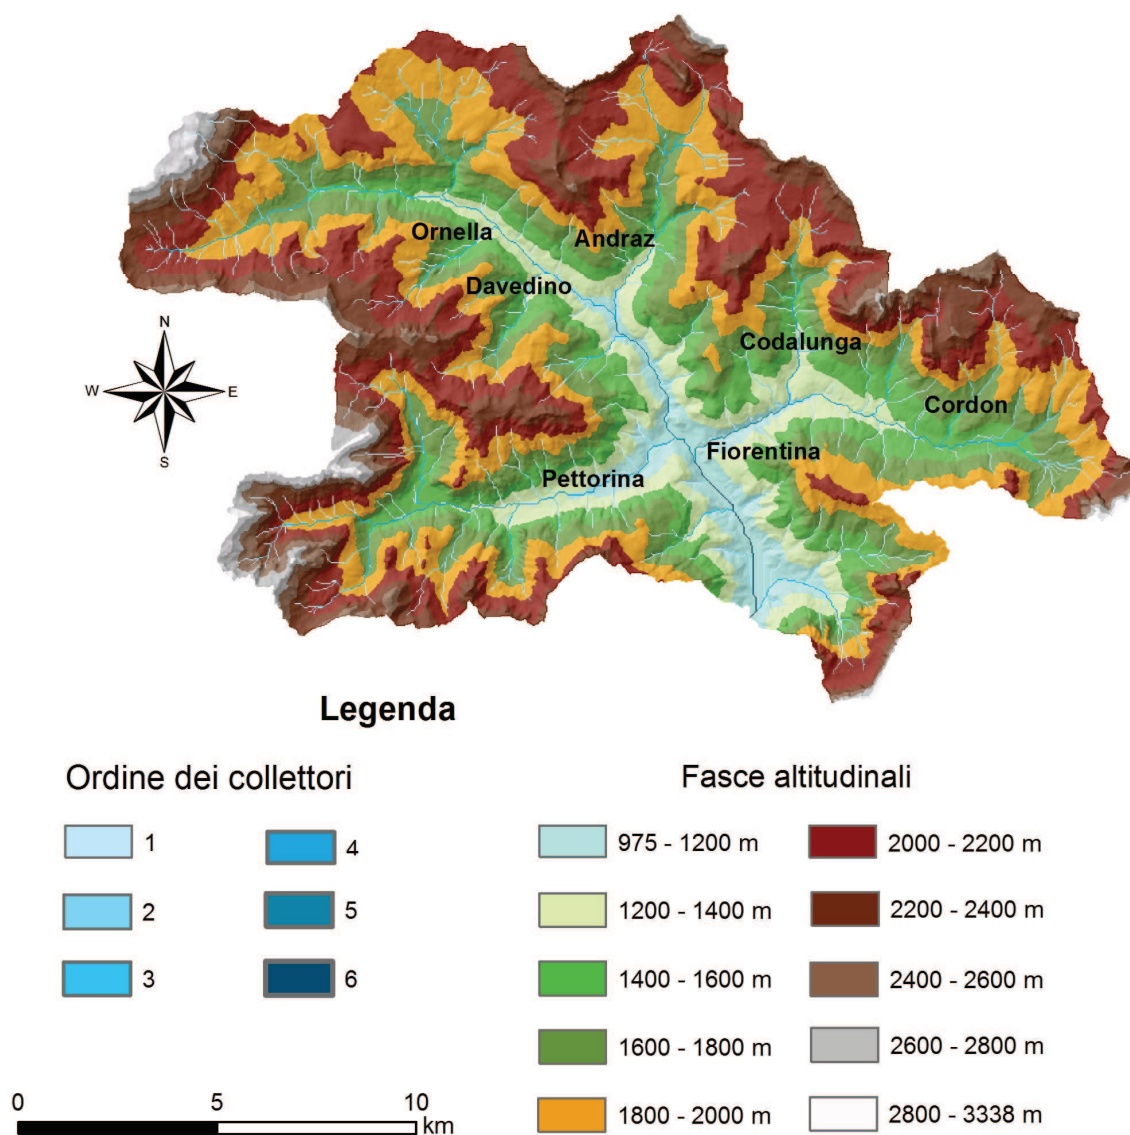 Ornella
Andraz
Davedino
N
W E
S
Codalunga
Cordon
Fiorentina
Pettorina
Legenda
Ordine dei collettori
1
2
3
4
5
6
Fasce altitudinali
975 - 1200 m
1200 - 1400 m
1400 - 1600 m
1600 - 1800 m
1800 - 2000 m
2000 - 2200 m
2200 - 2400 m
2400 - 2600 m
2600 - 2800 m
2800 - 3338 m
0 5 10
km